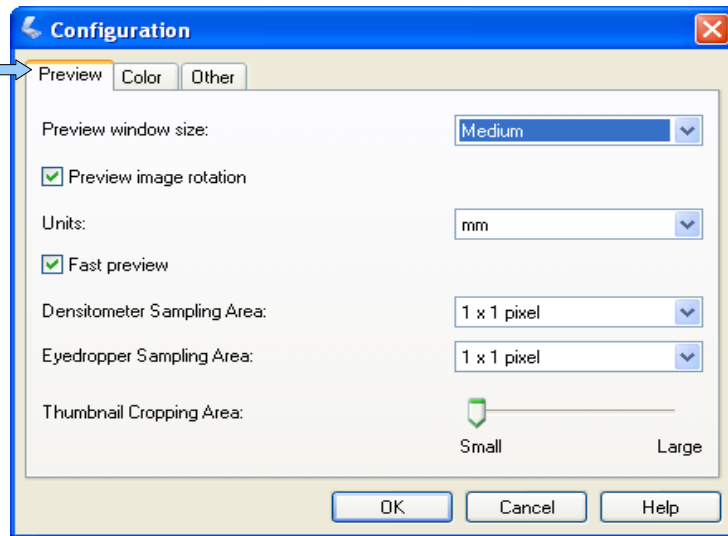 Configuration
Preview Color Other
Preview window size: Medium
Preview image rotation
Units: mm
Fast preview
Densitometer Sampling Area: 1 x 1 pixel
Eyedropper Sampling Area: 1 x 1 pixel
Thumbnail Cropping Area:
Small Large
OK Cancel Help